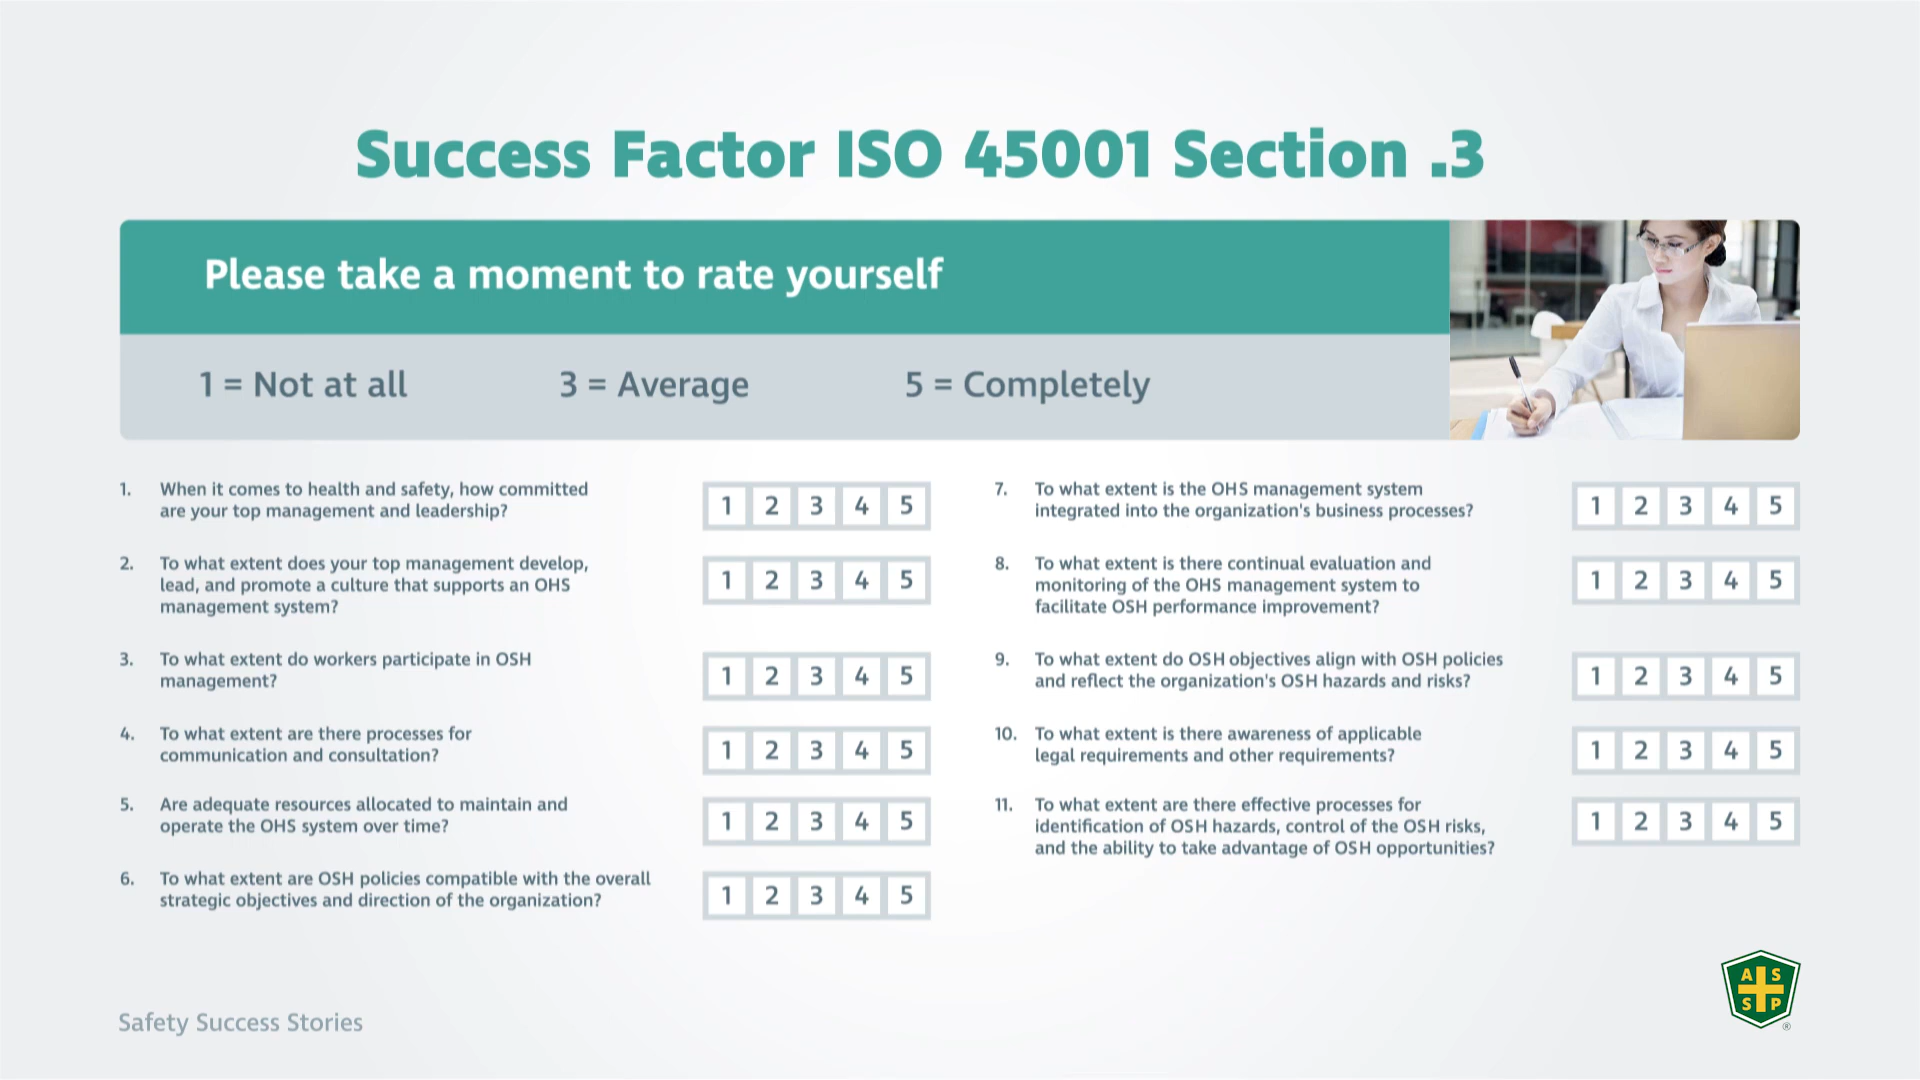 Success Factor ISO 45001 Section .3
Please take a moment to rate yourself
1 = Not at all 3 = Average 5 = Completely
1. When it comes to health and safety, how committed
are your top management and leadership?
1 2 3 4 5
2. To what extent does your top management develop,
lead, and promote a culture that supports an OHS
management system?
1 2 3 4 5
3. To what extent do workers participate in OSH
management?
1 2 3 4 5
4. To what extent are there processes for
communication and consultation?
1 2 3 4 5
5. Are adequate resources allocated to maintain and
operate the OHS system over time?
1 2 3 4 5
6. To what extent are OSH policies compatible with the overall
strategic objectives and direction of the organization?
1 2 3 4 5
7. To what extent is the OHS management system
integrated into the organization's business processes?
1 2 3 4 5
8. To what extent is there continual evaluation and
monitoring of the OHS management system to
facilitate OSH performance improvement?
1 2 3 4 5
9. To what extent do OSH objectives align with OSH policies
and reflect the organization's OSH hazards and risks?
1 2 3 4 5
10. To what extent is there awareness of applicable
legal requirements and other requirements?
1 2 3 4 5
11. To what extent are there effective processes for
identification of OSH hazards, control of the OSH risks,
and the ability to take advantage of OSH opportunities?
1 2 3 4 5
Safety Success Stories
A S
S P
®